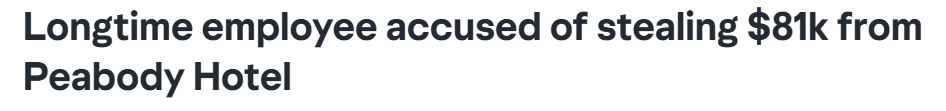 Longtime employee accused of stealing $81k from
Peabody Hotel